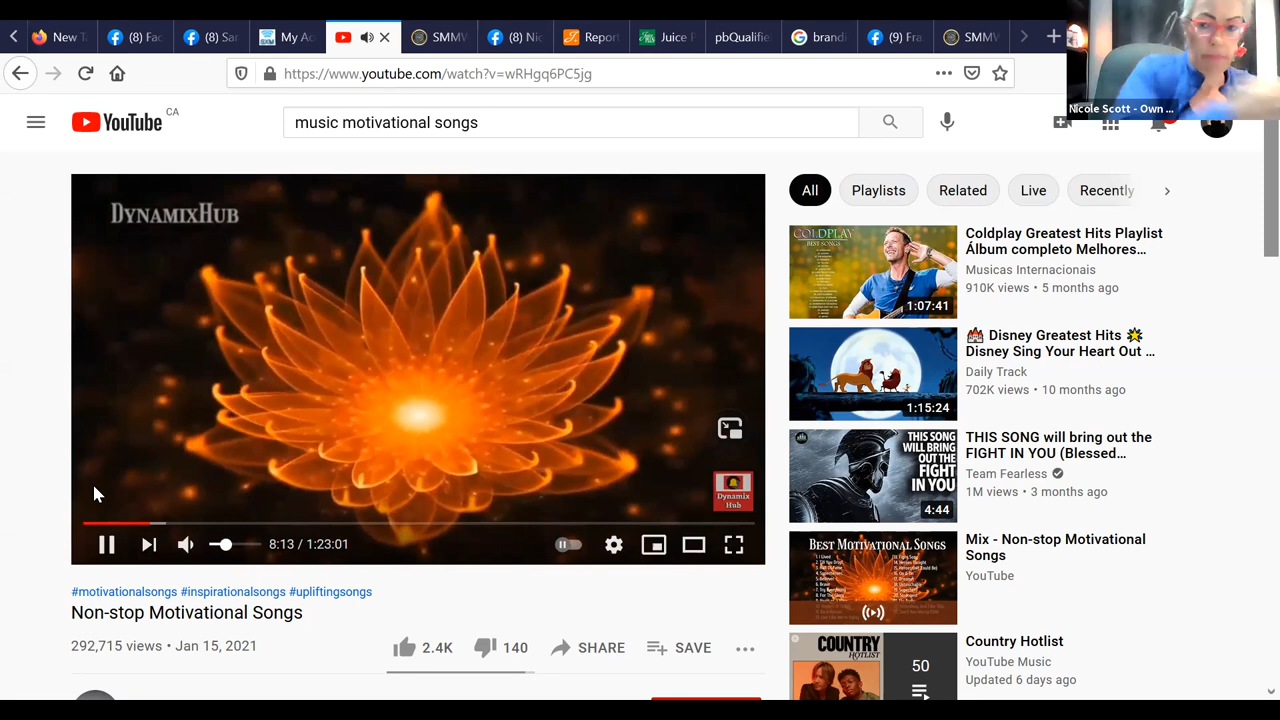 New T
(8) Fac
(8) Sar
My Ac
SMMW
(8) Nic
Report
Juice F
pbQualifie
brandi
(9) Fra
SMMW
https://www.youtube.com/watch?v=wRHgq6PC5jg
Nicole Scott - Own ...
YouTube CA
music motivational songs
DYNAMIXHUB
Dynamix
Hub
8:13 / 1:23:01
#motivationalsongs #inspirationalsongs #upliftingsongs
Non-stop Motivational Songs
292,715 views • Jan 15, 2021
2.4K
140
SHARE
SAVE
All
Playlists
Related
Live
Recently
COLDPLAY
BEST SONGS
1:07:41
Coldplay Greatest Hits Playlist
Álbum completo Melhores...
Musicas Internacionais
910K views • 5 months ago
1:15:24
Disney Greatest Hits
Disney Sing Your Heart Out ...
Daily Track
702K views • 10 months ago
THIS SONG
WILL BRING
OUT THE
FIGHT
IN YOU
4:44
THIS SONG will bring out the
FIGHT IN YOU (Blessed...
Team Fearless
1M views • 3 months ago
BEST MOTIVATIONAL SONGS
Mix - Non-stop Motivational
Songs
YouTube
COUNTRY
HOTLIST
50
Country Hotlist
YouTube Music
Updated 6 days ago